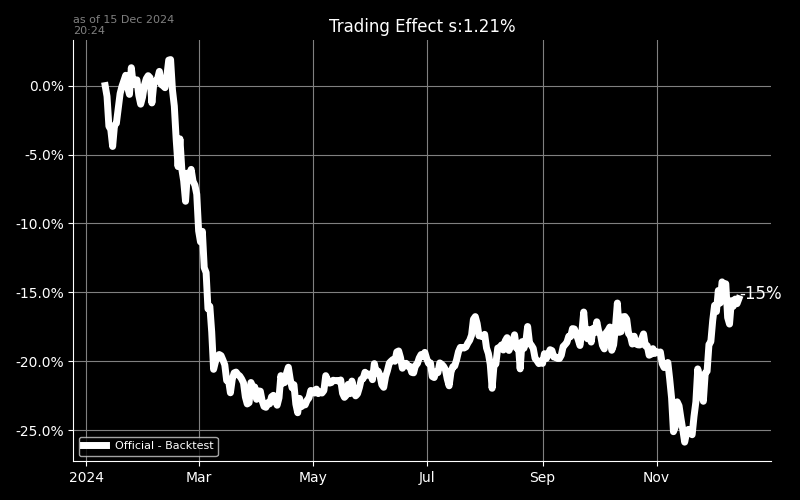 as of 15 Dec 2024
20:24
Trading Effect s:1.21%
0.0%
-5.0%
-10.0%
-15.0%
-20.0%
-25.0%
-15%
Official - Backtest
2024
Mar
May
Jul
Sep
Nov